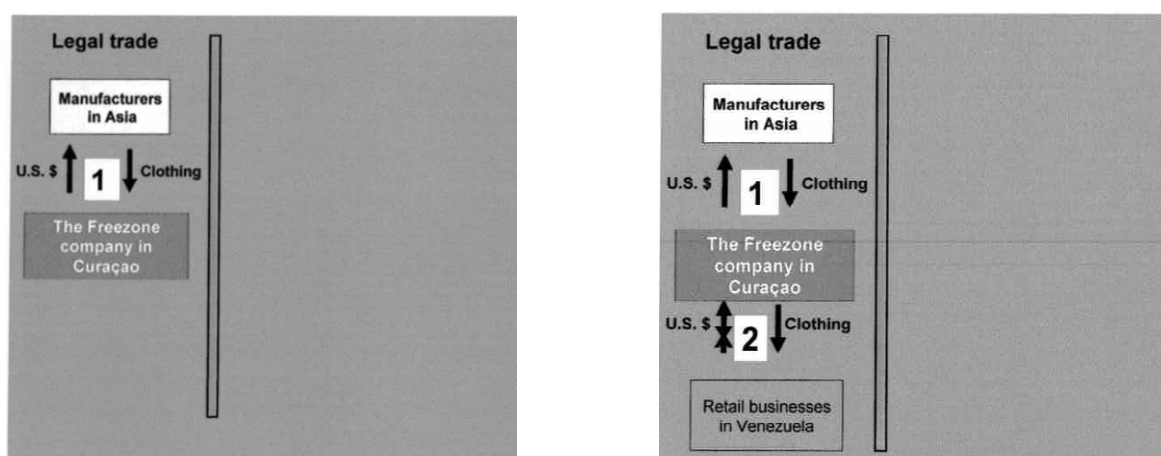 Legal trade
Manufacturers
in Asia
U.S. $
1
Clothing
The Freezone
company in
Curaçao
Legal trade
Manufacturers
in Asia
U.S. $
1
Clothing
The Freezone
company in
Curaçao
U.S. $
2
Clothing
Retail businesses
in Venezuela